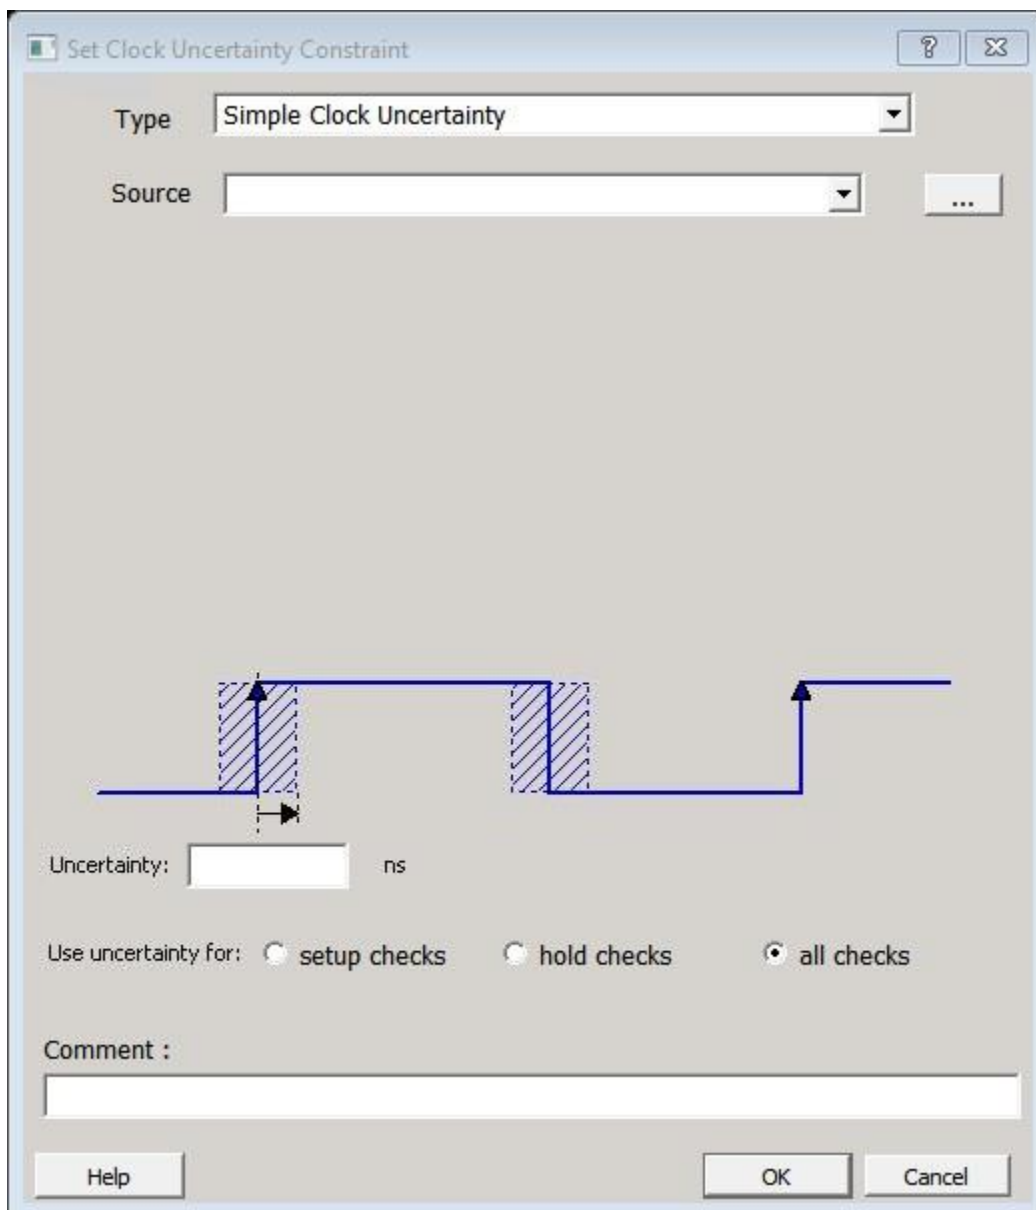 Set Clock Uncertainty Constraint
Type Simple Clock Uncertainty
Source ...
Uncertainty: ns
Use uncertainty for: setup checks hold checks all checks
Comment :
Help OK Cancel